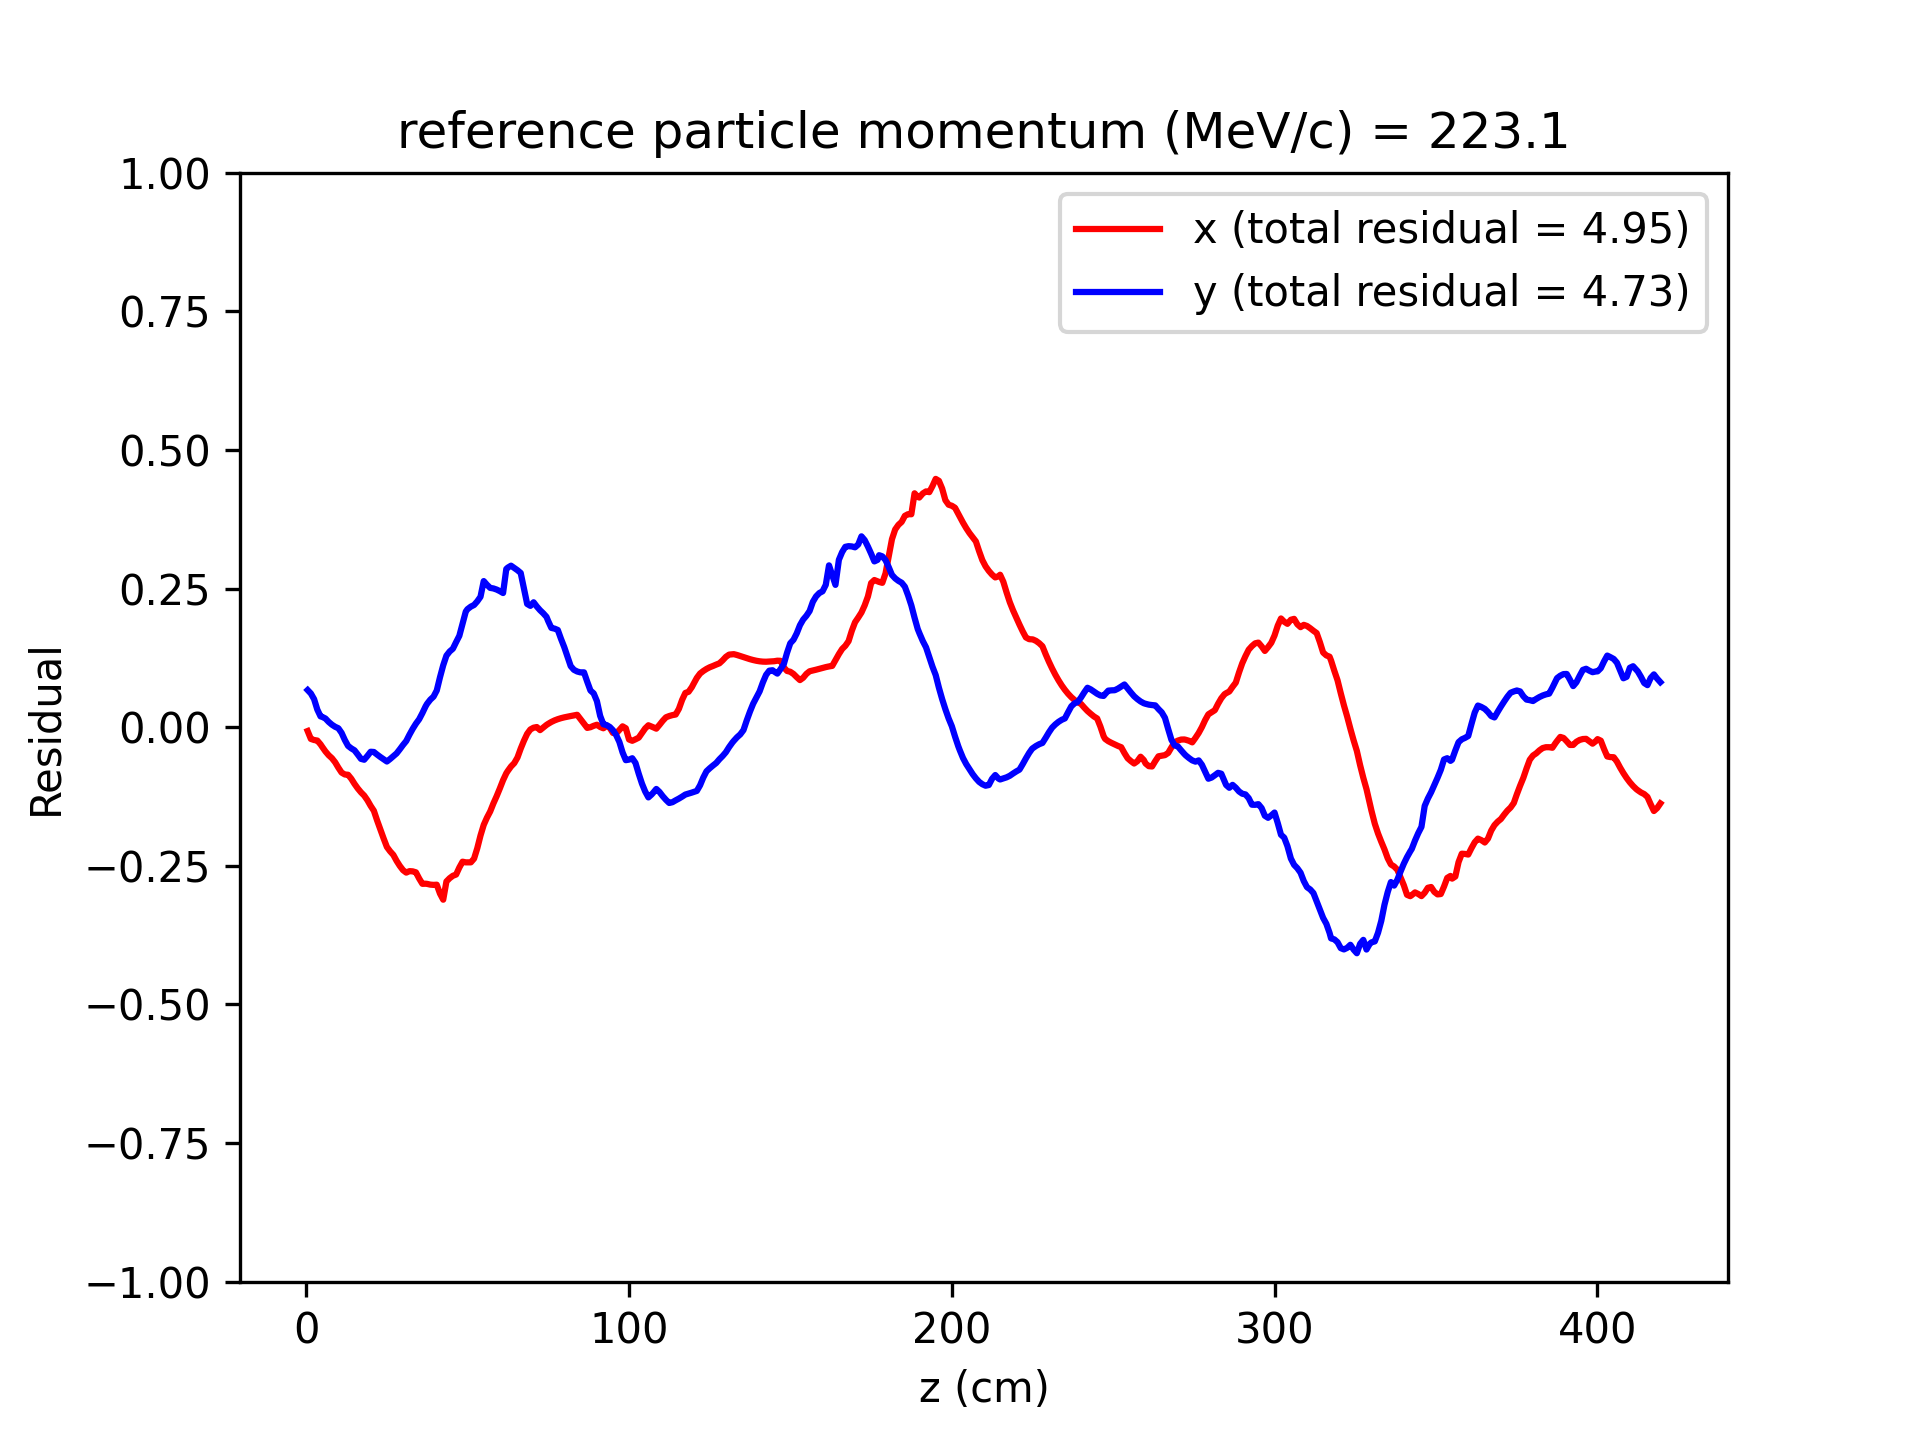 reference particle momentum (MeV/c) = 223.1
x (total residual = 4.95)
y (total residual = 4.73)
1.00
0.75
0.50
0.25
0.00
−0.25
−0.50
−0.75
−1.00
Residual
0 100 200 300 400
z (cm)